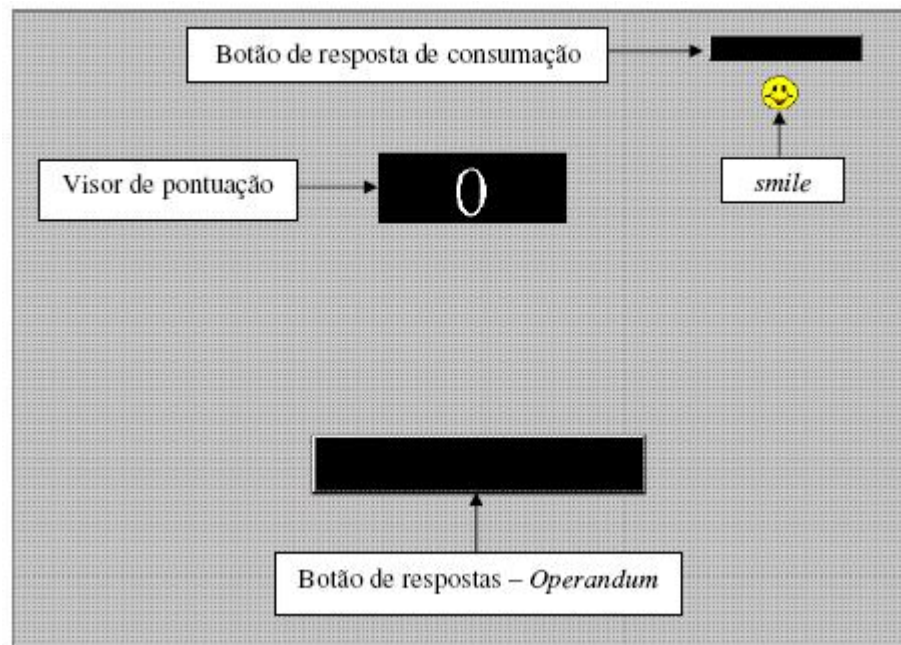 Botão de resposta de consumação
smile
Visor de pontuação
0
Botão de respostas – Operandum